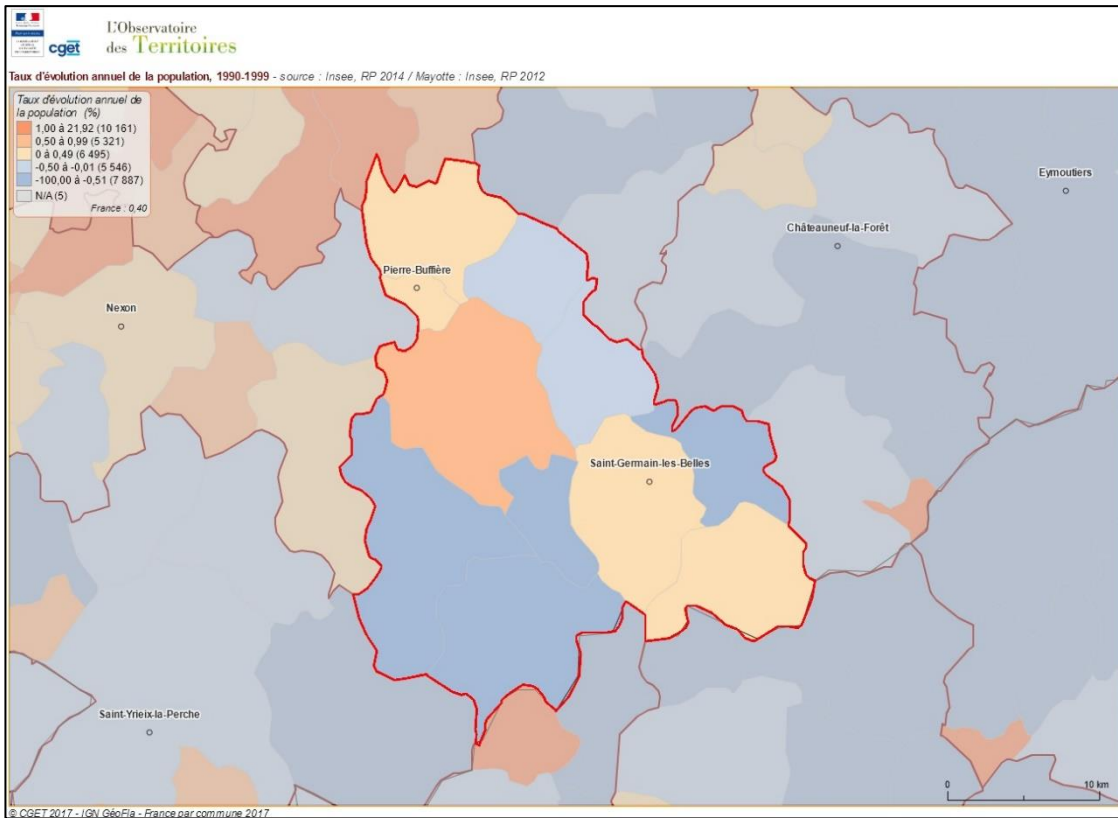 cget
L'Observatoire
des Territoires
Taux d'évolution annuel de la population, 1990-1999 - source : Insee, RP 2014 / Mayotte : Insee, RP 2012
Taux d'évolution annuel de
la population (%)
1,00 à 21,92 (10 161)
0,50 à 0,99 (5 321)
0 à 0,49 (6 495)
-0,50 à -0,01 (5 546)
-100,00 à -0,51 (7 887)
N/A (5)
France : 0,40
Eymoutiers
Châteauneuf-la-Forêt
Pierre-Buffière
Nexon
Saint-Germain-les-Belles
Saint-Yrieix-la-Perche
0 10 km
© CGET 2017 - IGN GéoFla - France par commune 2017